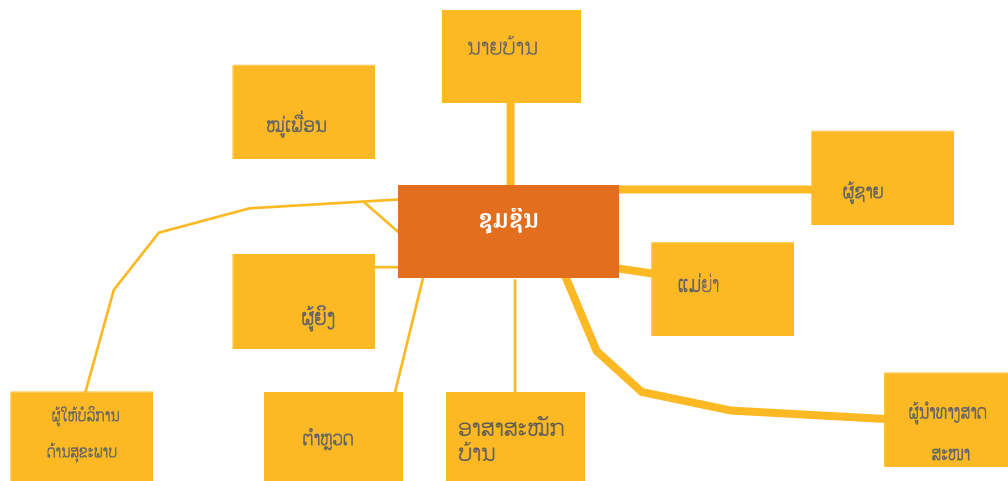 ນາຍບ້ານ
ໝູ່ເພື່ອນ
ຜູ້ຊາຍ
ຊຸມຊົນ
ແມ່ຍ່າ
ຜູ້ຍິງ
ຜູ້ໃຫ້ບໍລິການ
ດ້ານສຸຂະພາບ
ຕຳຫຼວດ
ອາສາສະໝັກ
ບ້ານ
ຜູ້ນຳທາງສາດ
ສະໜາ